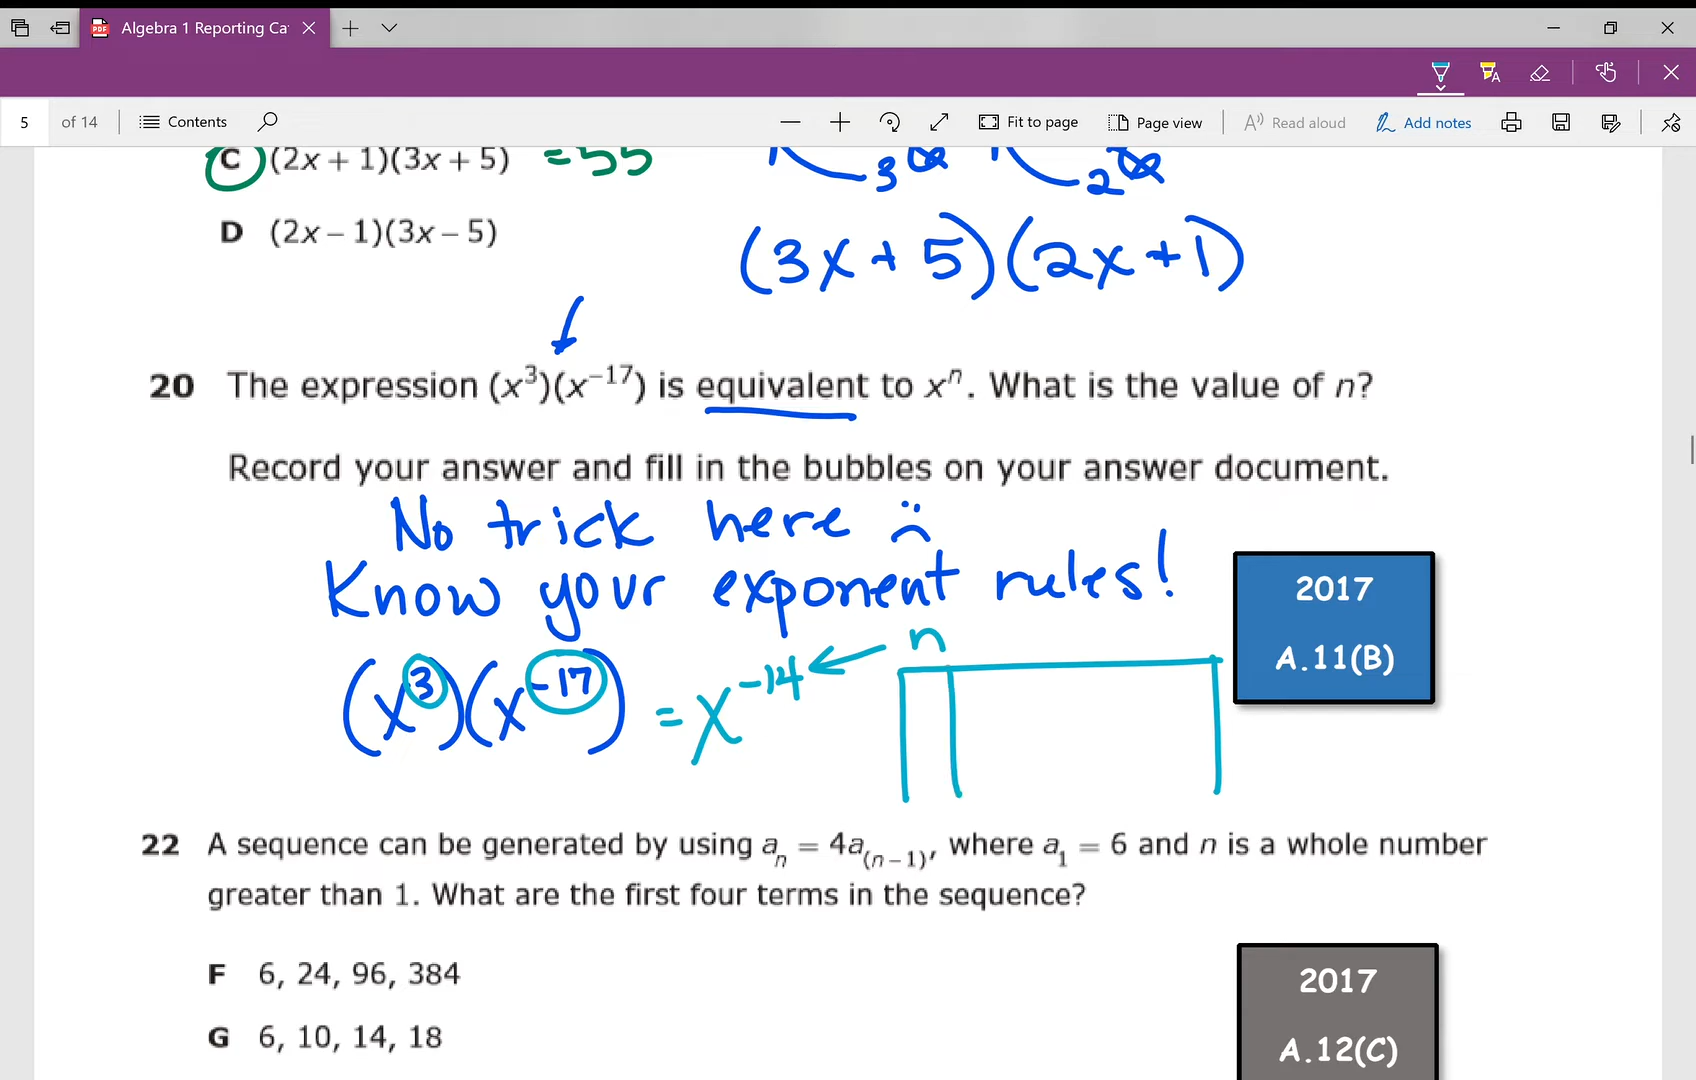 Algebra 1 Reporting Ca
5 of 14 Contents Fit to page Page view Read aloud Add notes
C (2x + 1)(3x + 5) = 55
3 2
D (2x – 1)(3x – 5)
(3x + 5)(2x + 1)
20 The expression (x³)(x⁻¹⁷) is equivalent to xⁿ. What is the value of n?
Record your answer and fill in the bubbles on your answer document.
No trick here
Know your exponent rules!
2017
A.11(B)
n
(x³)(x⁻¹⁷) = x⁻¹⁴
22 A sequence can be generated by using aₙ = 4a₍ₙ₋₁₎, where a₁ = 6 and n is a whole number
greater than 1. What are the first four terms in the sequence?
F 6, 24, 96, 384
G 6, 10, 14, 18
2017
A.12(C)